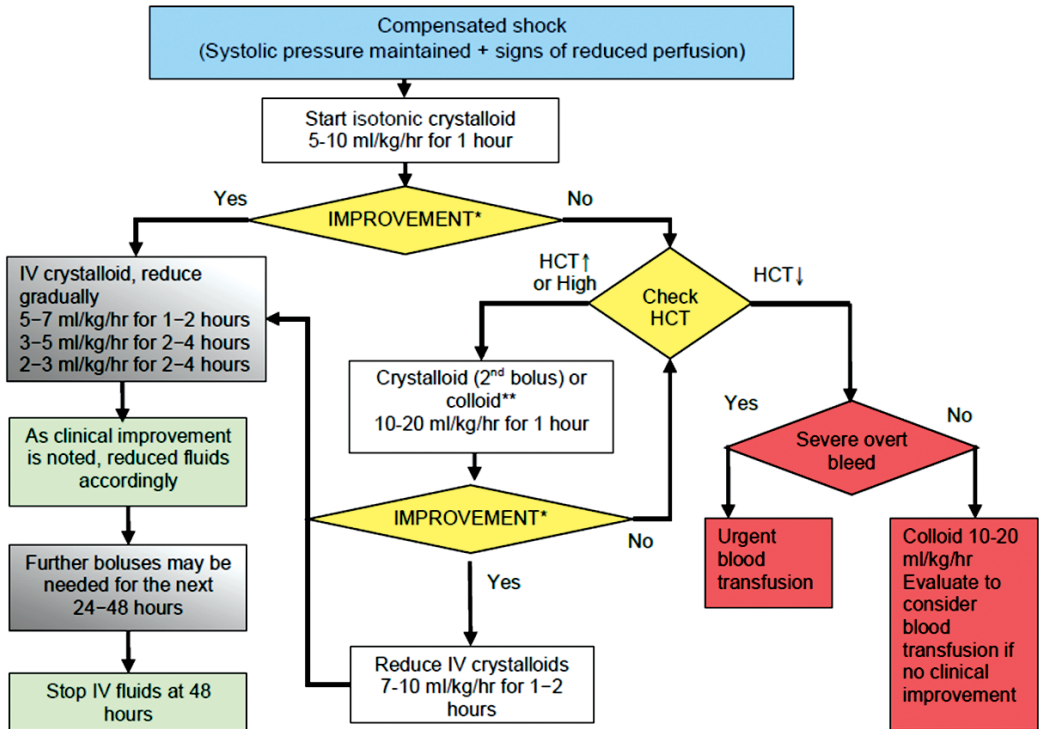 Compensated shock
(Systolic pressure maintained + signs of reduced perfusion)
Start isotonic crystalloid
5-10 ml/kg/hr for 1 hour
Yes
IMPROVEMENT*
No
IV crystalloid, reduce
gradually
5−7 ml/kg/hr for 1−2 hours
3−5 ml/kg/hr for 2−4 hours
2−3 ml/kg/hr for 2−4 hours
HCT↑
or High
Check
HCT
HCT↓
Crystalloid (2nd bolus) or
colloid**
10-20 ml/kg/hr for 1 hour
Yes
Severe overt
bleed
No
As clinical improvement
is noted, reduced fluids
accordingly
IMPROVEMENT*
No
Yes
Urgent
blood
transfusion
Colloid 10-20
ml/kg/hr
Evaluate to
consider
blood
transfusion if
no clinical
improvement
Further boluses may be
needed for the next
24−48 hours
Reduce IV crystalloids
7-10 ml/kg/hr for 1−2
hours
Stop IV fluids at 48
hours